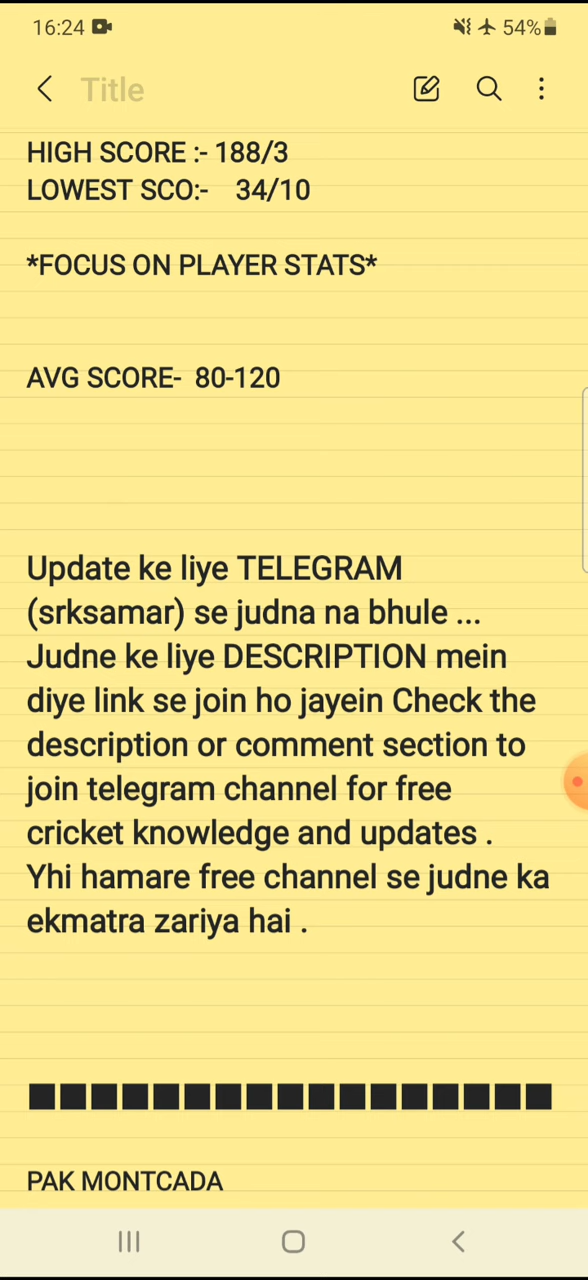 16:24 54%
Title
HIGH SCORE :- 188/3
LOWEST SCO:- 34/10
*FOCUS ON PLAYER STATS*
AVG SCORE- 80-120
Update ke liye TELEGRAM
(srksamar) se judna na bhule ...
Judne ke liye DESCRIPTION mein
diye link se join ho jayein Check the
description or comment section to
join telegram channel for free
cricket knowledge and updates .
Yhi hamare free channel se judne ka
ekmatra zariya hai .
■■■■■■■■■■■■■■■■■
PAK MONTCADA